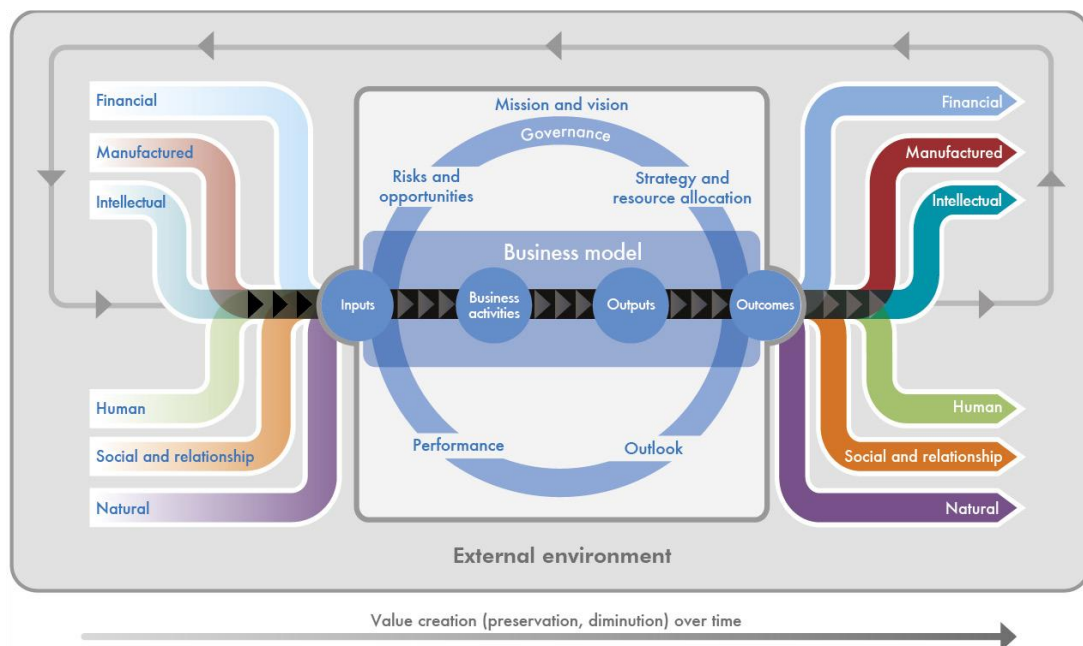 Financial
Manufactured
Intellectual
Human
Social and relationship
Natural
Mission and vision
Governance
Risks and
opportunities
Strategy and
resource allocation
Business model
Inputs
Business
activities
Outputs
Outcomes
Performance
Outlook
Financial
Manufactured
Intellectual
Human
Social and relationship
Natural
External environment
Value creation (preservation, diminution) over time